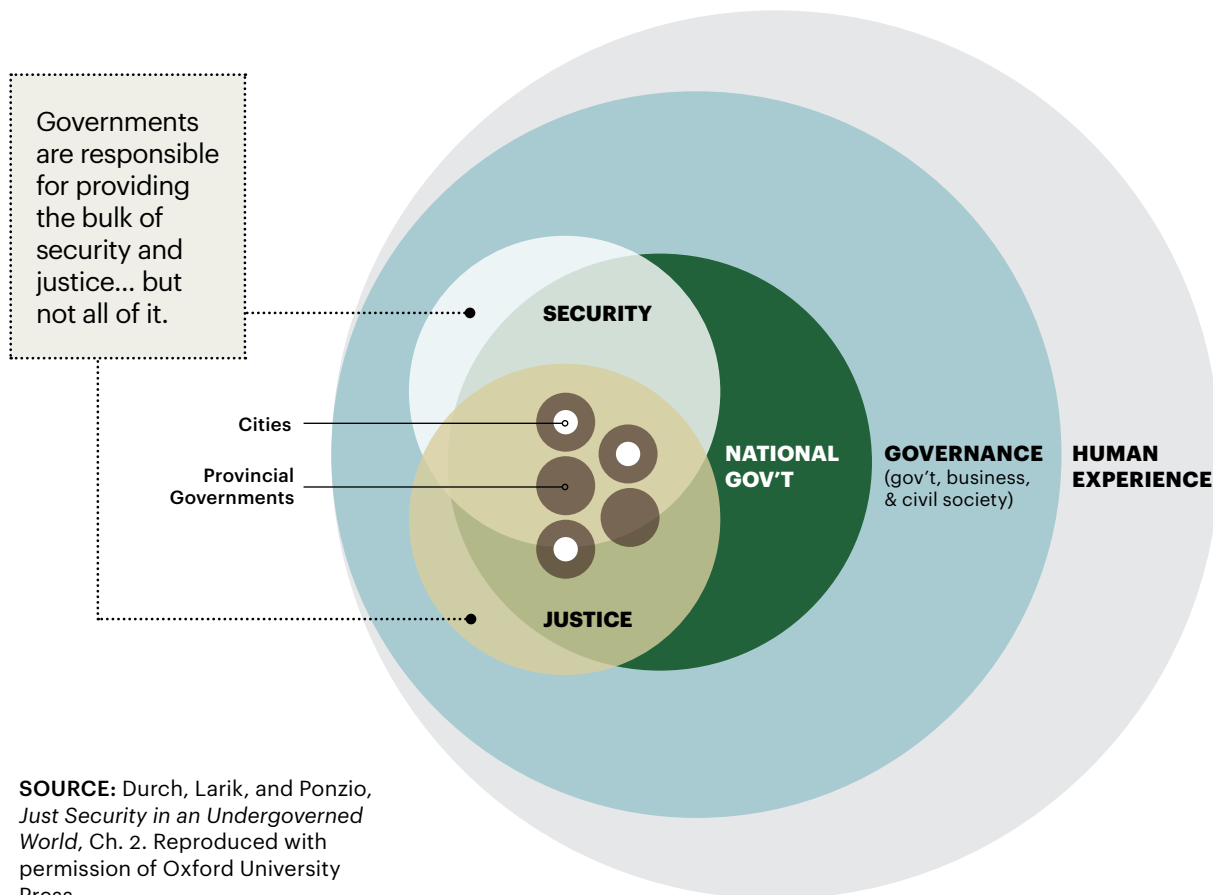 Governments
are responsible
for providing
the bulk of
security and
justice... but
not all of it.
SECURITY
Cities
Provincial
Governments
NATIONAL
GOV'T
GOVERNANCE
(gov't, business,
& civil society)
HUMAN
EXPERIENCE
JUSTICE
SOURCE: Durch, Larik, and Ponzio,
Just Security in an Undergoverned
World, Ch. 2. Reproduced with
permission of Oxford University
Press